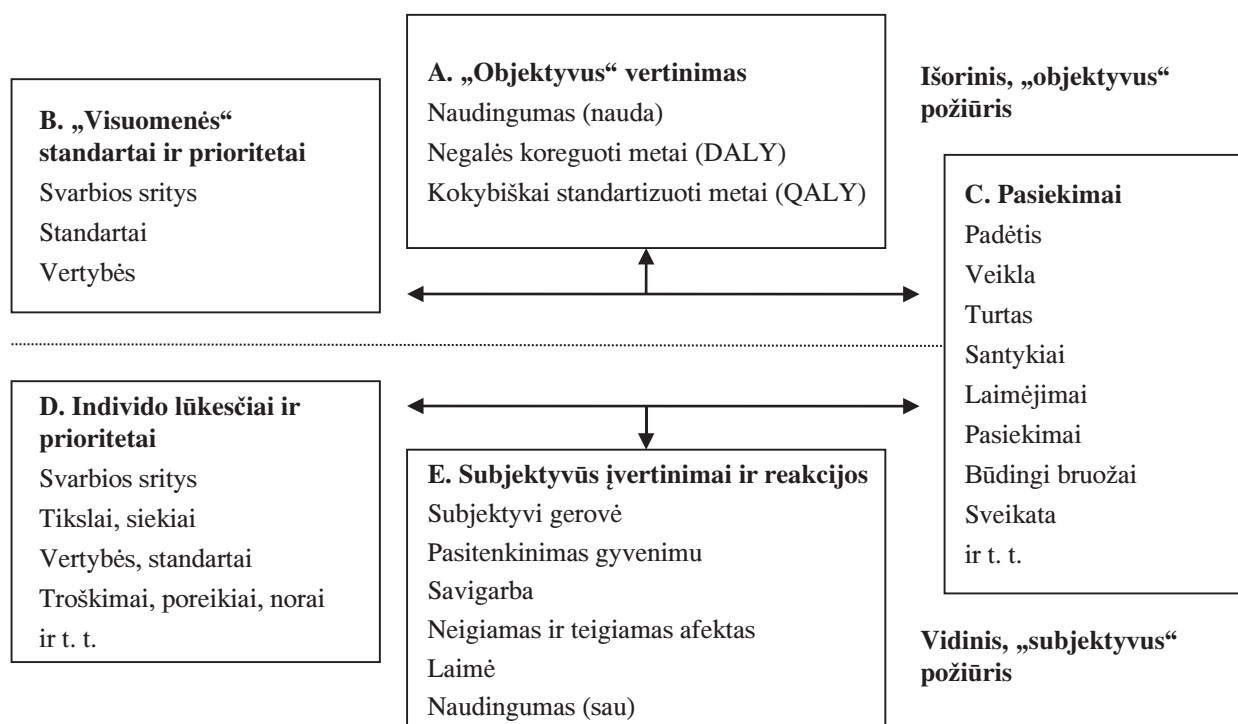 A. „Objektyvus“ vertinimas
Naudingumas (nauda)
Negalės koreguoti metai (DALY)
Kokybiškai standartizuoti metai (QALY)
Išorinis, „objektyvus“
požiūris
B. „Visuomenės“
standartai ir prioritetai
Svarbios sritys
Standartai
Vertybės
C. Pasiekimai
Padėtis
Veikla
Turtas
Santykiai
Laimėjimai
Pasiekimai
Būdingi bruožai
Sveikata
ir t. t.
D. Individo lūkesčiai ir
prioritetai
Svarbios sritys
Tikslai, siekiai
Vertybės, standartai
Troškimai, poreikiai, norai
ir t. t.
E. Subjektyvūs įvertinimai ir reakcijos
Subjektyvi gerovė
Pasitenkinimas gyvenimu
Savigarba
Neigiamas ir teigiamas afektas
Laimė
Naudingumas (sau)
Vidinis, „subjektyvus“
požiūris